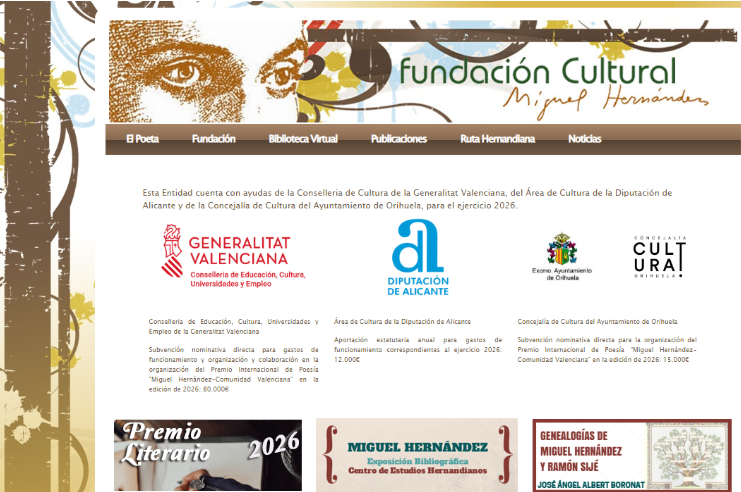 fundación Cultural
Miguel Hernández
El Poeta Fundación Biblioteca Virtual Publicaciones Ruta Hernandiana Noticias
Esta Entidad cuenta con ayudas de la Conselleria de Cultura de la Generalitat Valenciana, del Área de Cultura de la Diputación de
Alicante y de la Concejalía de Cultura del Ayuntamiento de Orihuela, para el ejercicio 2026.
GENERALITAT
VALENCIANA
Conselleria de Educación, Cultura,
Universidades y Empleo
DIPUTACIÓN
DE ALICANTE
Excmo. Ayuntamiento
de Orihuela
CONCEJALÍA
CULTURA!
ORIHUELA
Conselleria de Educación, Cultura, Universidades y
Empleo de la Generalitat Valenciana
Subvención nominativa directa para gastos de
funcionamiento y organización y colaboración en la
organización del Premio Internacional de Poesía
"Miguel Hernández-Comunidad Valenciana" en la
edición de 2026: 80.000€
Área de Cultura de la Diputación de Alicante
Aportación estatutaria anual para gastos de
funcionamiento correspondientes al ejercicio 2026:
12.000€
Concejalía de Cultura del Ayuntamiento de Orihuela
Subvención nominativa directa para la organización del
Premio Internacional de Poesía "Miguel Hernández-
Comunidad Valenciana" en la edición de 2026: 15.000€
Premio
Literario 2026
MIGUEL HERNÁNDEZ
Exposición Bibliográfica
Centro de Estudios Hernandianos
GENEALOGÍAS DE
MIGUEL HERNÁNDEZ
Y RAMÓN SIJÉ
JOSÉ ÁNGEL ALBERT BORONAT